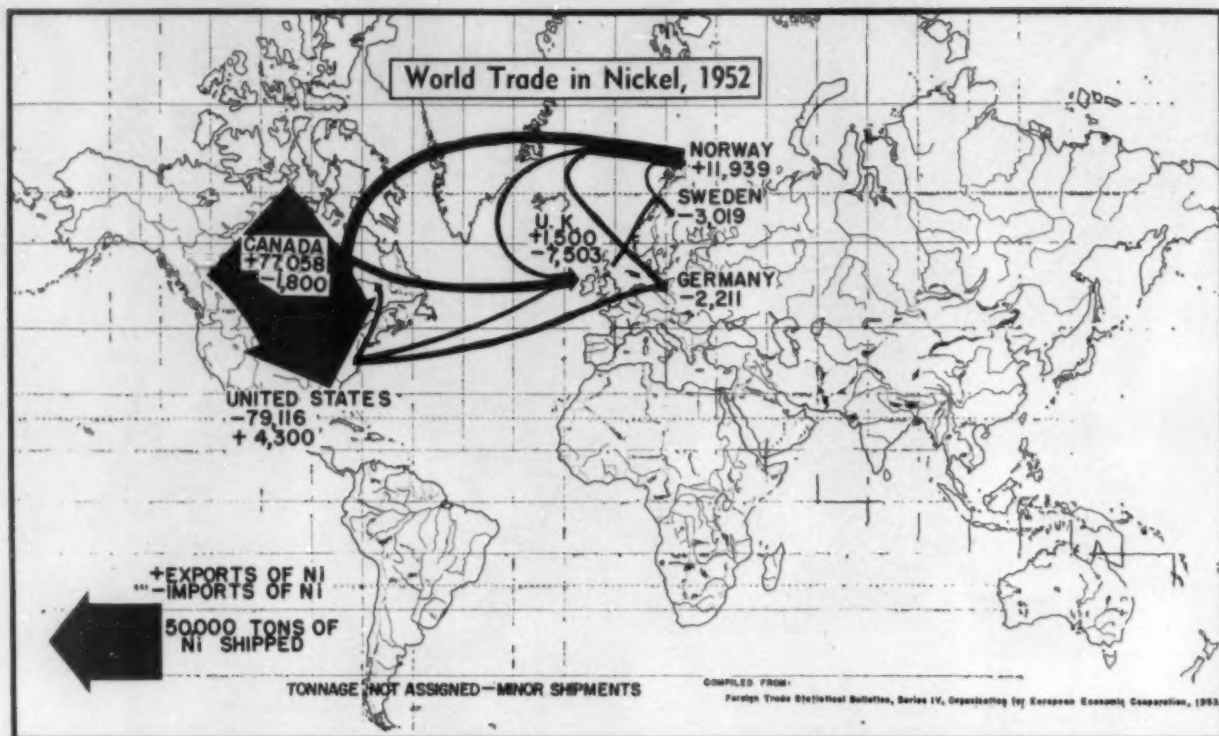 World Trade in Nickel, 1952
NORWAY
+11,939
SWEDEN
-3,019
U. K.
+1,500
-7,503
CANADA
+77,058
-1,800
GERMANY
-2,211
UNITED STATES
-79,116
+ 4,300
+EXPORTS OF Ni
-IMPORTS OF Ni
50,000 TONS OF
Ni SHIPPED
TONNAGE NOT ASSIGNED-MINOR SHIPMENTS
COMPILED FROM:
Foreign Trade Statistical Bulletins, Series IV, Organization for European Economic Cooperation, 1953